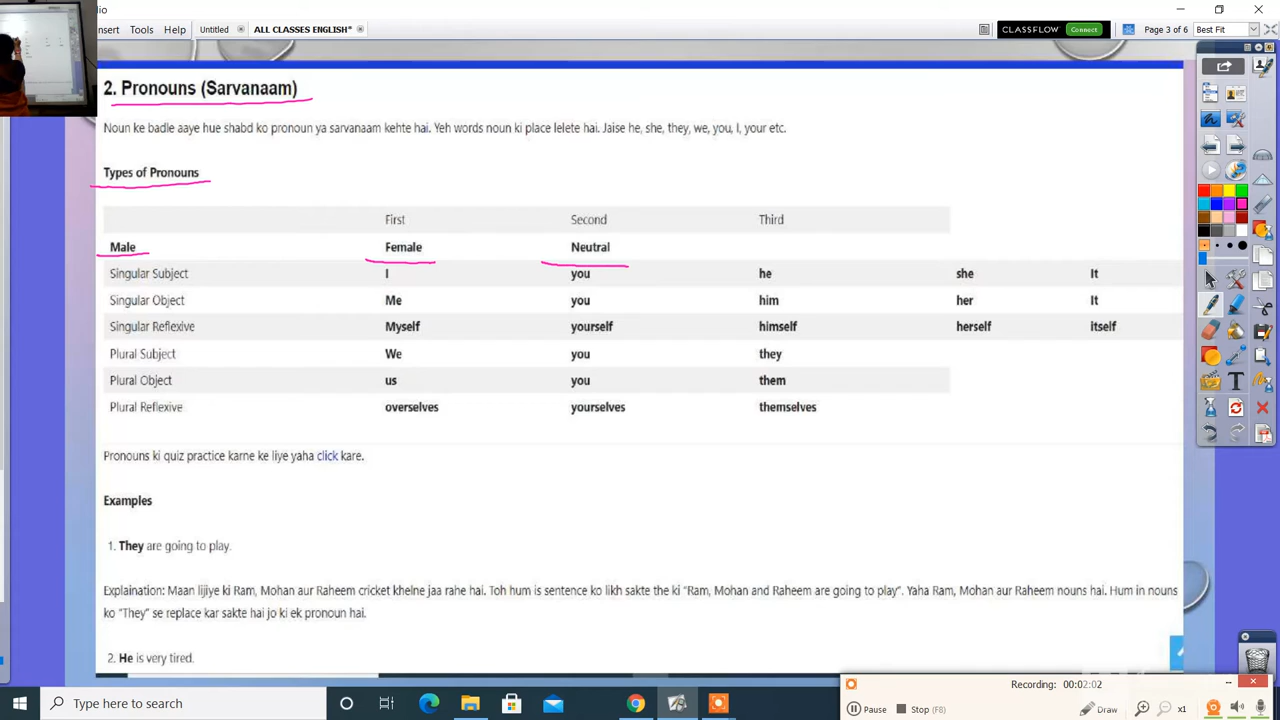 io
nsert Tools Help Untitled ALL CLASSES ENGLISH* CLASSFLOW Connect Page 3 of 6 Best Fit
2. Pronouns (Sarvanaam)
Noun ke badle aaye hue shabd ko pronoun ya sarvanaam kehte hai. Yeh words noun ki place lelete hai. Jaise he, she, they, we, you, I, your etc.
Types of Pronouns
First Second Third
Male Female Neutral
Singular Subject I you he she It
Singular Object Me you him her It
Singular Reflexive Myself yourself himself herself itself
Plural Subject We you they
Plural Object us you them
Plural Reflexive overselves yourselves themselves
Pronouns ki quiz practice karne ke liye yaha click kare.
Examples
1. They are going to play.
Explaination: Maan lijiye ki Ram, Mohan aur Raheem cricket khelne jaa rahe hai. Toh hum is sentence ko likh sakte the ki “Ram, Mohan and Raheem are going to play”. Yaha Ram, Mohan aur Raheem nouns hai. Hum in nouns
ko “They” se replace kar sakte hai jo ki ek pronoun hai.
2. He is very tired.
Recording: 00:02:02
Type here to search
Pause Stop (F8) Draw x1